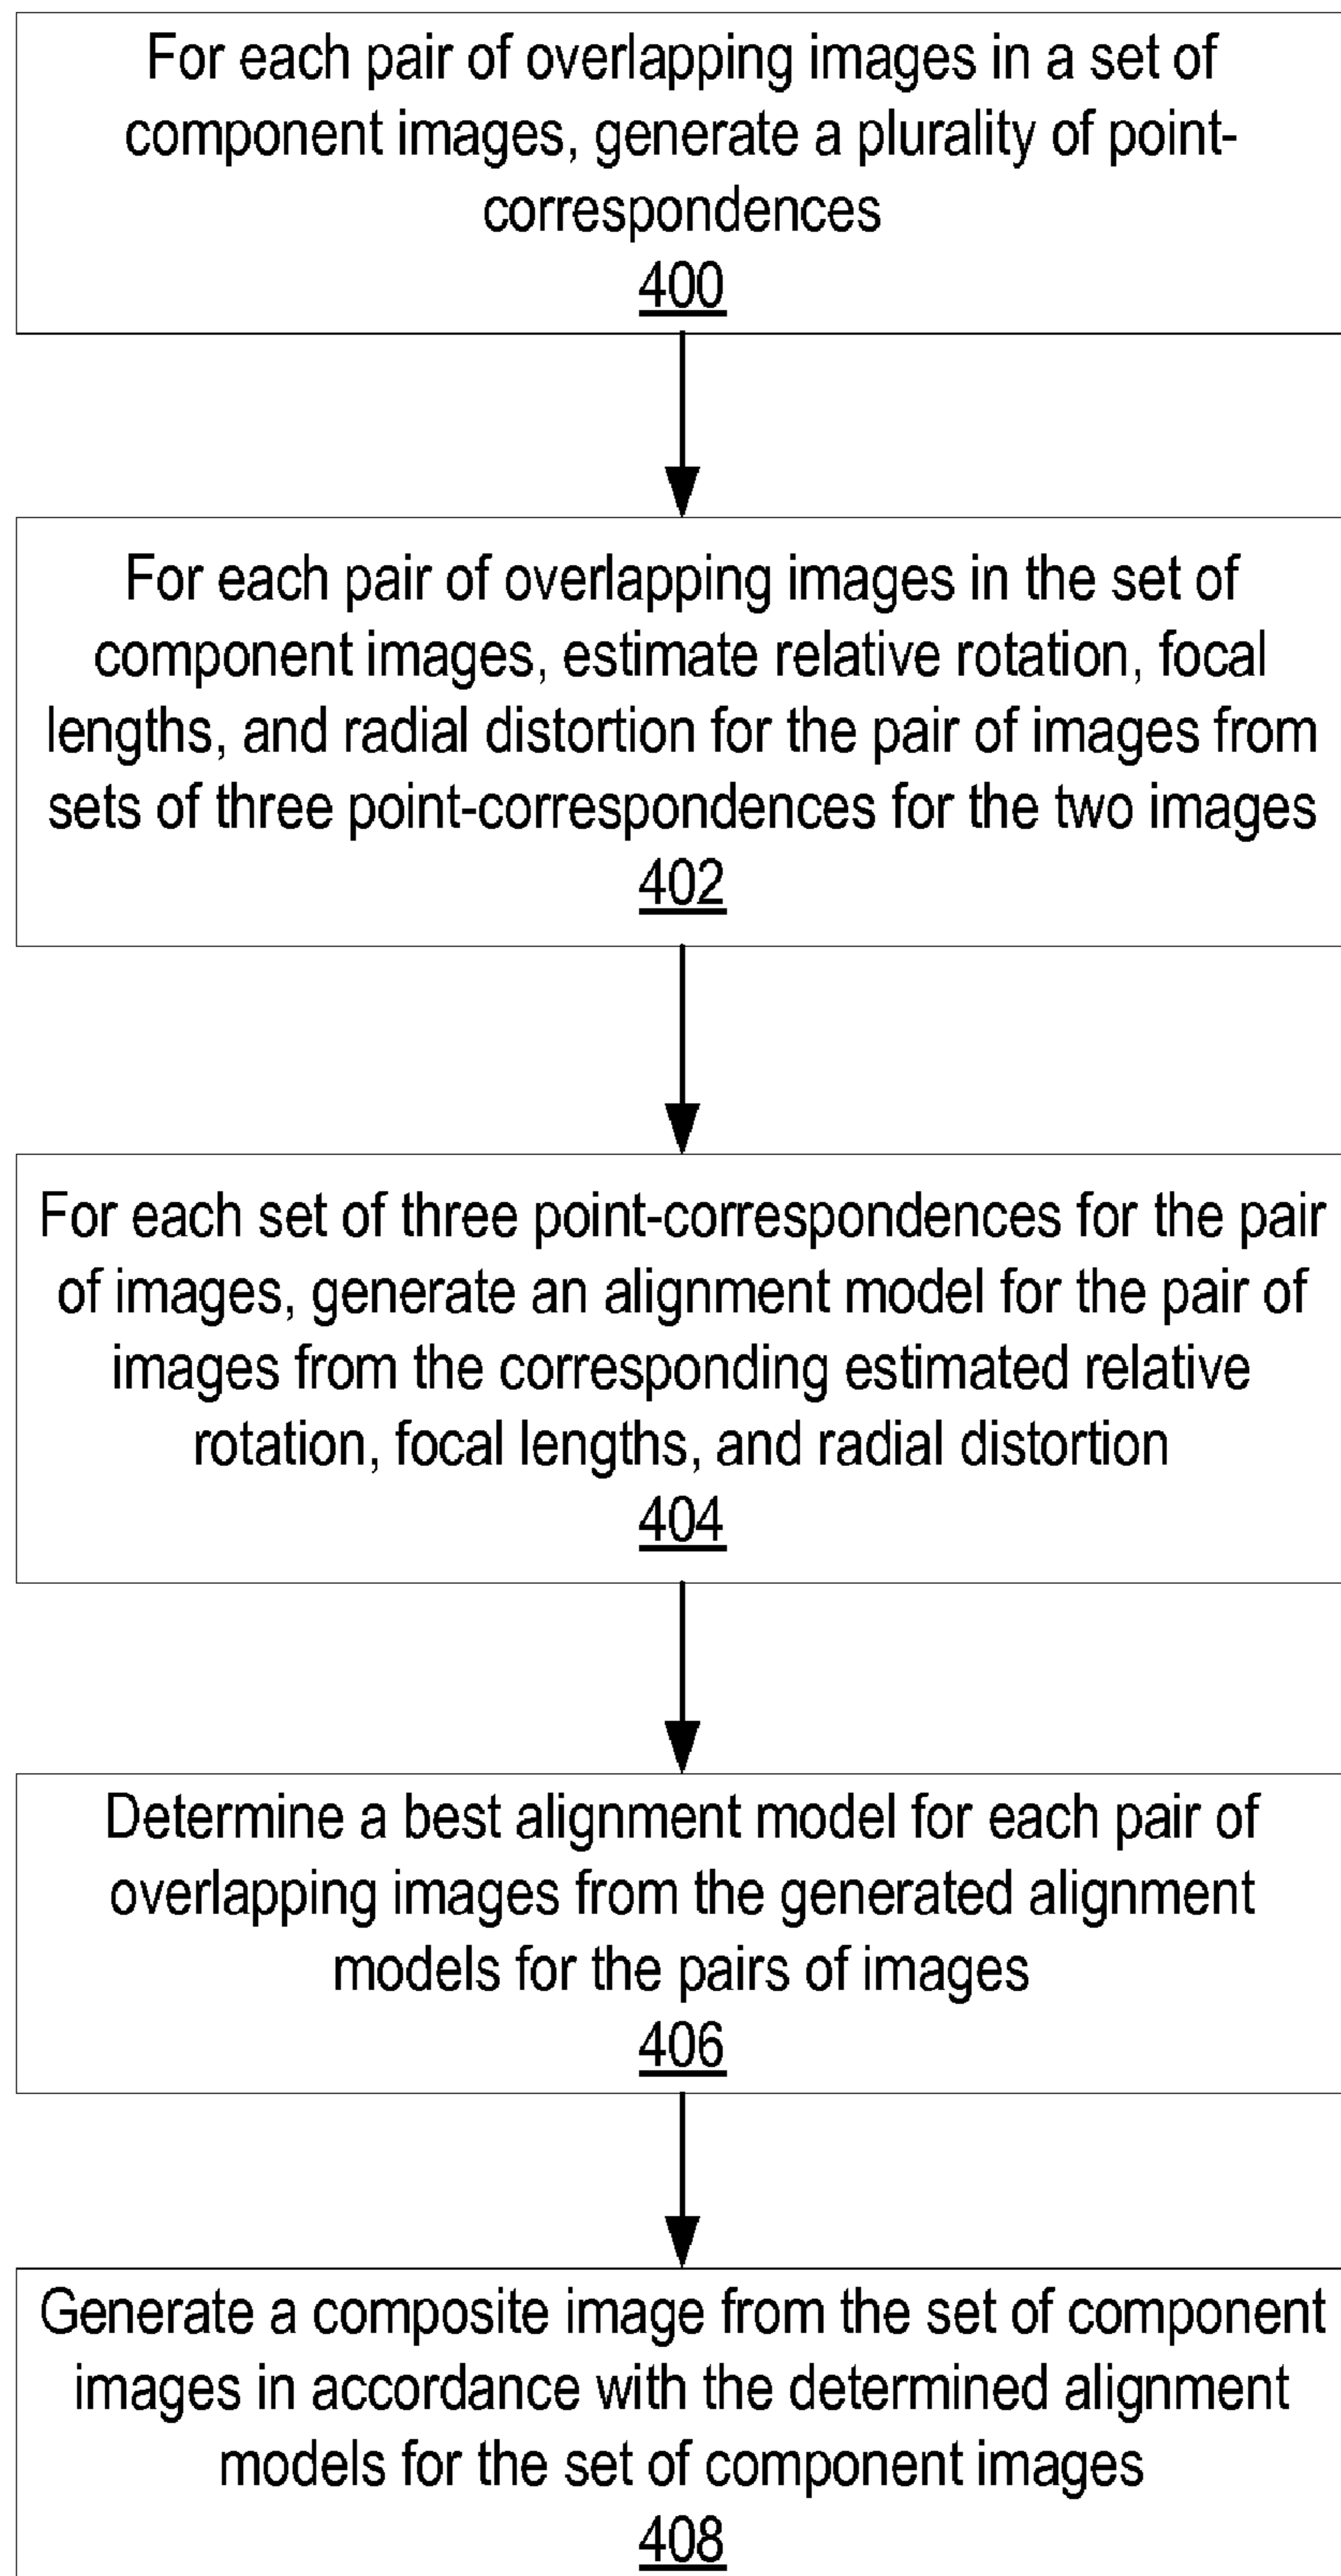 For each pair of overlapping images in a set of
component images, generate a plurality of point-
correspondences
400
For each pair of overlapping images in the set of
component images, estimate relative rotation, focal
lengths, and radial distortion for the pair of images from
sets of three point-correspondences for the two images
402
For each set of three point-correspondences for the pair
of images, generate an alignment model for the pair of
images from the corresponding estimated relative
rotation, focal lengths, and radial distortion
404
Determine a best alignment model for each pair of
overlapping images from the generated alignment
models for the pairs of images
406
Generate a composite image from the set of component
images in accordance with the determined alignment
models for the set of component images
408